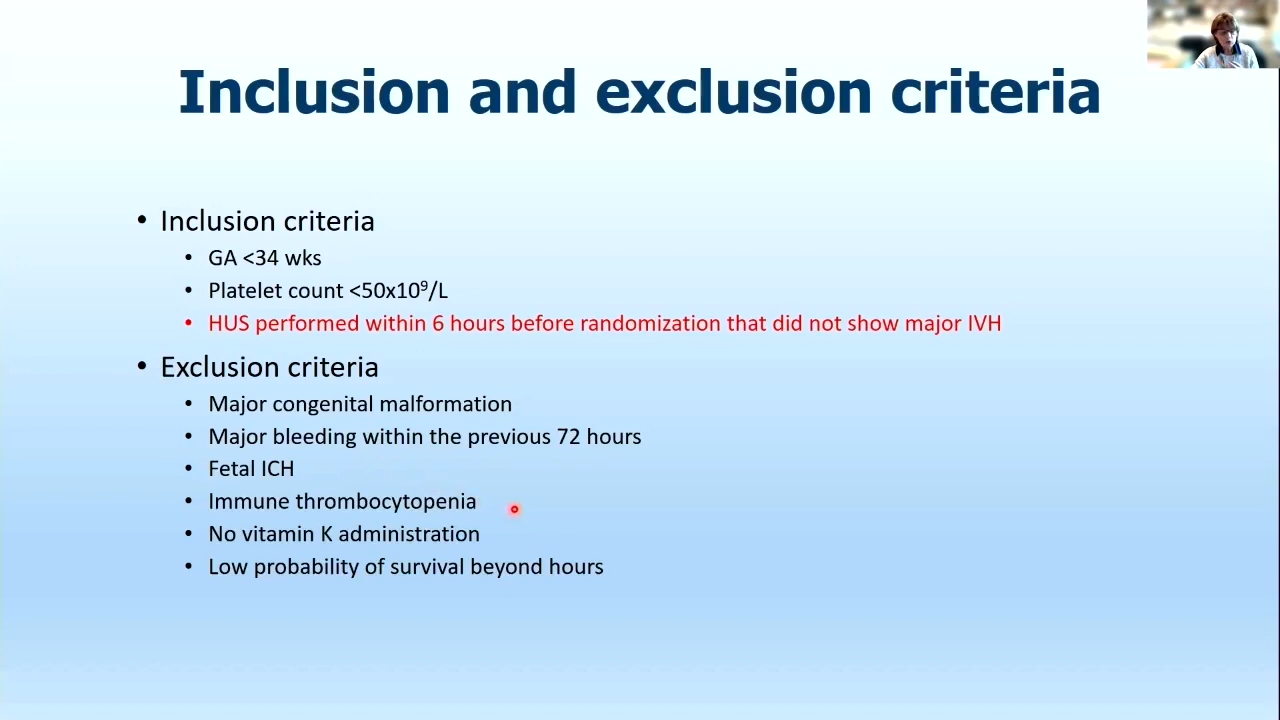 Inclusion and exclusion criteria
• Inclusion criteria
• GA <34 wks
• Platelet count <50x10⁹/L
• HUS performed within 6 hours before randomization that did not show major IVH
• Exclusion criteria
• Major congenital malformation
• Major bleeding within the previous 72 hours
• Fetal ICH
• Immune thrombocytopenia
• No vitamin K administration
• Low probability of survival beyond hours